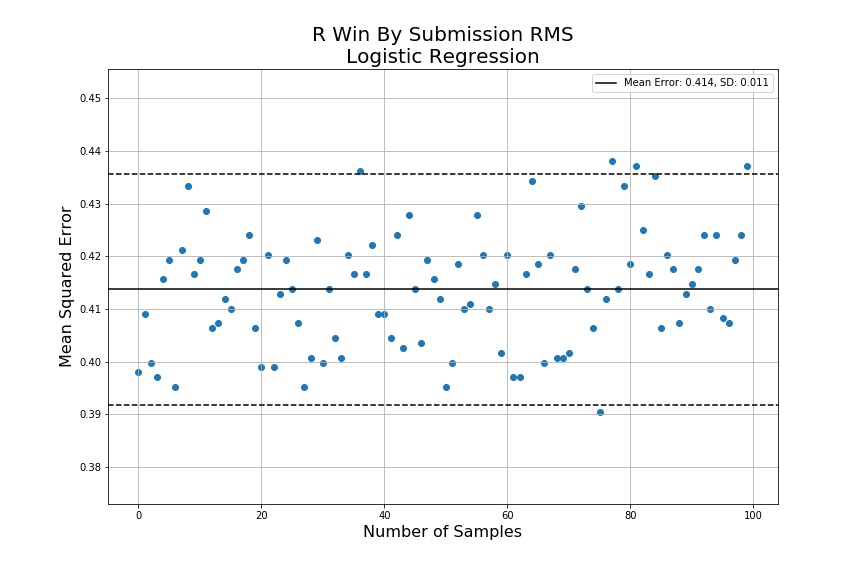 R Win By Submission RMS
Logistic Regression
Mean Error: 0.414, SD: 0.011
Mean Squared Error
0.45
0.44
0.43
0.42
0.41
0.40
0.39
0.38
0
20
40
60
80
100
Number of Samples